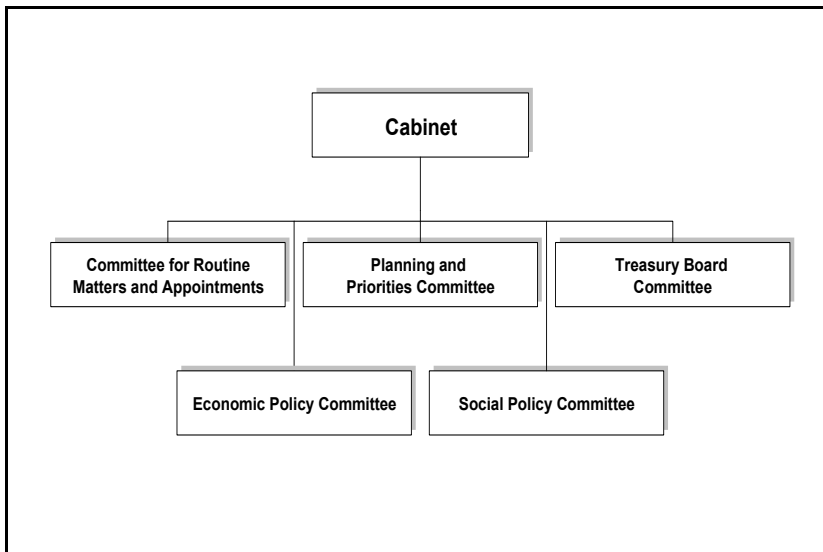 Cabinet
Committee for Routine
Matters and Appointments
Planning and
Priorities Committee
Treasury Board
Committee
Economic Policy Committee
Social Policy Committee